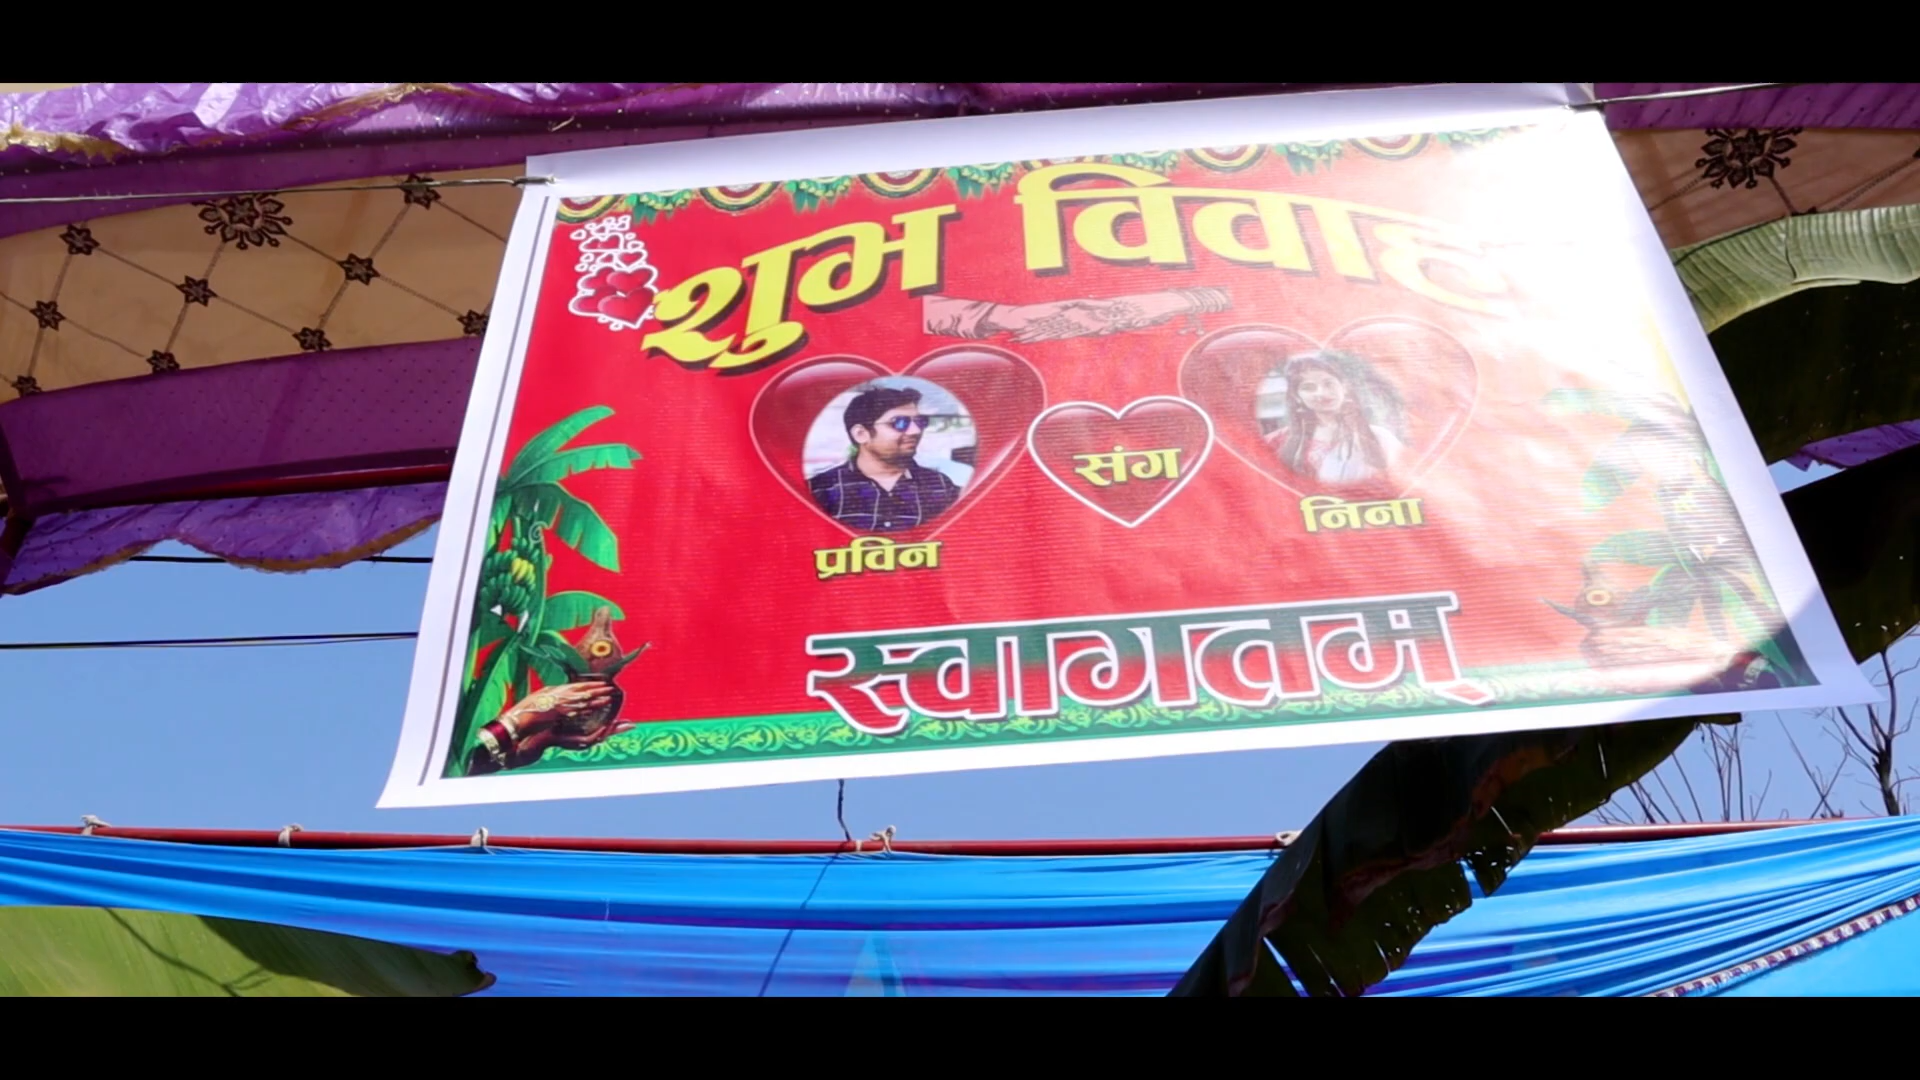 शुभ विवाह
संग
प्रविन
निना
स्वागतम्